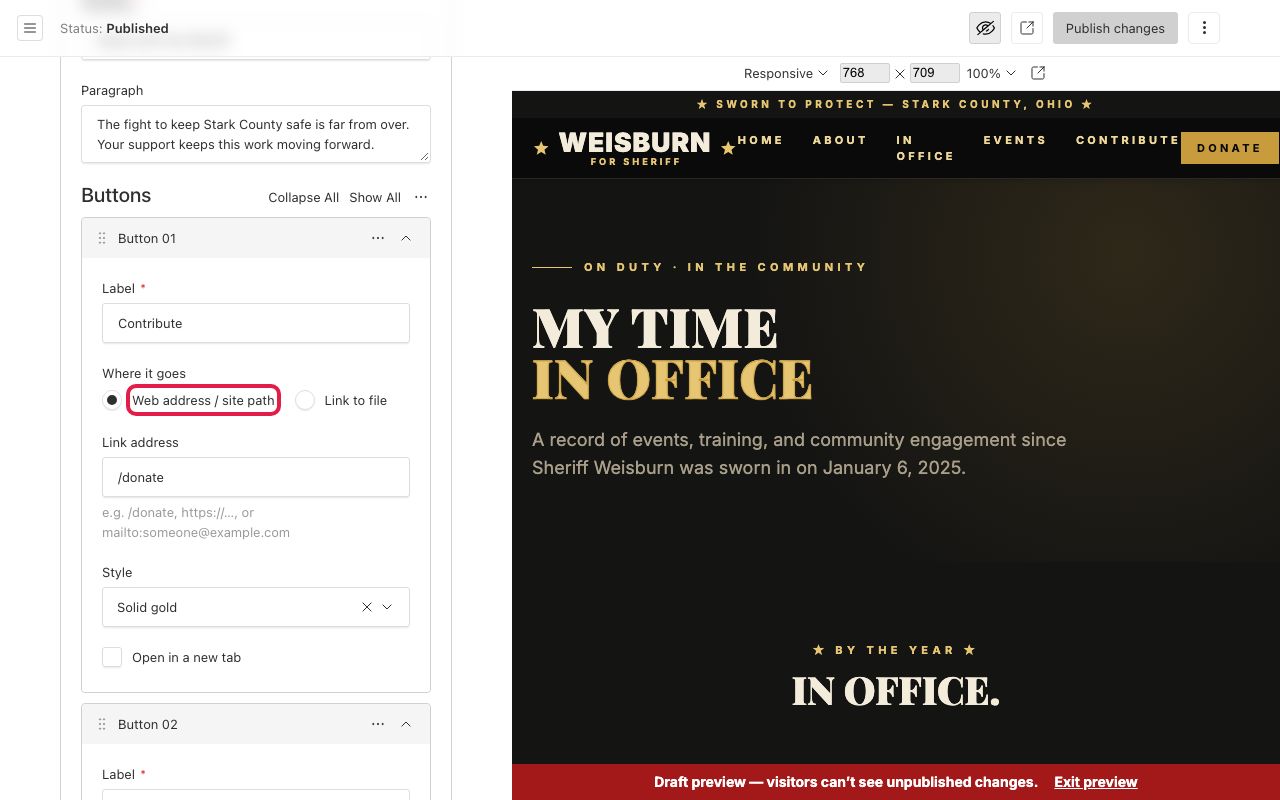 Status: Published
Publish changes
Paragraph
The fight to keep Stark County safe is far from over.
Your support keeps this work moving forward.
Buttons
Collapse All
Show All
Button 01
Label *
Contribute
Where it goes
Web address / site path
Link to file
Link address
/donate
e.g. /donate, https://..., or
mailto:someone@example.com
Style
Solid gold
Open in a new tab
Button 02
Label *
Responsive
768
709
100%
★ SWORN TO PROTECT — STARK COUNTY, OHIO ★
★ WEISBURN ★
FOR SHERIFF
HOME
ABOUT
IN
OFFICE
EVENTS
CONTRIBUTE
DONATE
ON DUTY · IN THE COMMUNITY
MY TIME
IN OFFICE
A record of events, training, and community engagement since
Sheriff Weisburn was sworn in on January 6, 2025.
★ BY THE YEAR ★
IN OFFICE.
Draft preview — visitors can’t see unpublished changes.
Exit preview